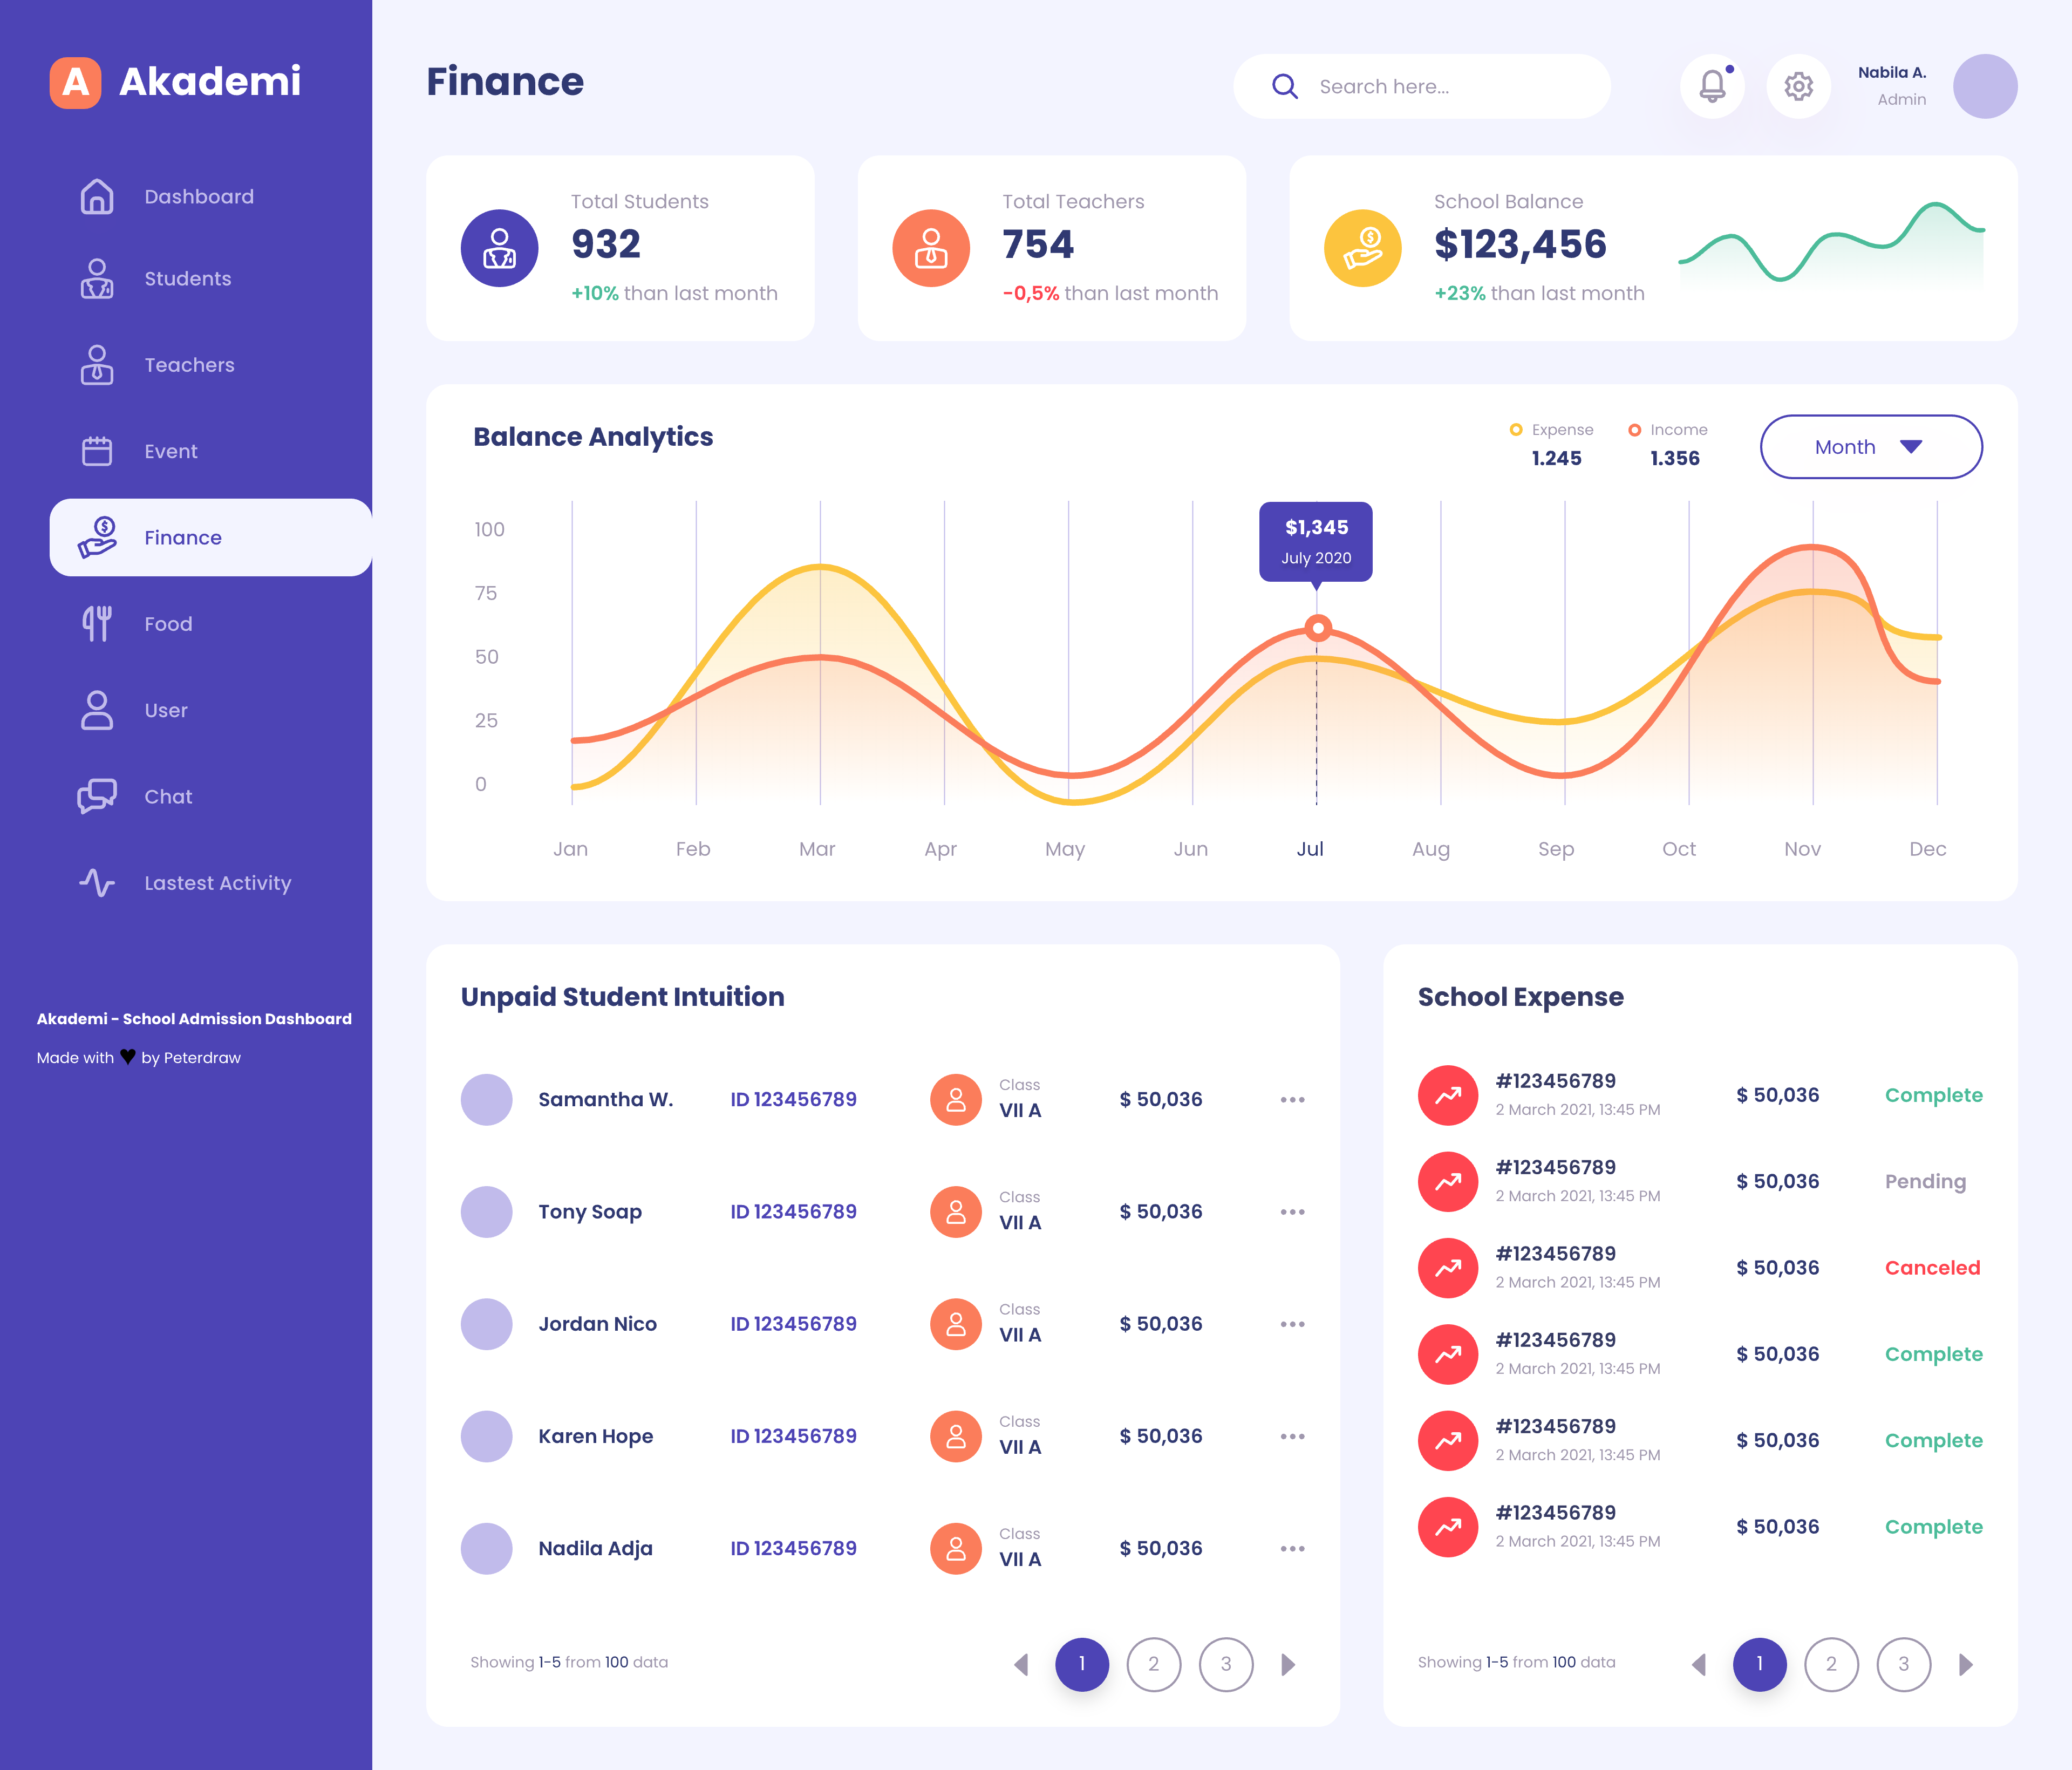 A Akademi
Dashboard
Students
Teachers
Event
Finance
Food
User
Chat
Lastest Activity
Akademi - School Admission Dashboard
Made with ♥ by Peterdraw
Finance
Search here...
Nabila A.
Admin
Total Students
932
+10% than last month
Total Teachers
754
-0,5% than last month
School Balance
$123,456
+23% than last month
Balance Analytics
Expense
1.245
Income
1.356
Month
100
75
50
25
0
$1,345
July 2020
Jan Feb Mar Apr May Jun Jul Aug Sep Oct Nov Dec
Unpaid Student Intuition
Samantha W. ID 123456789 Class VII A $ 50,036
Tony Soap ID 123456789 Class VII A $ 50,036
Jordan Nico ID 123456789 Class VII A $ 50,036
Karen Hope ID 123456789 Class VII A $ 50,036
Nadila Adja ID 123456789 Class VII A $ 50,036
Showing 1-5 from 100 data
1 2 3
School Expense
#123456789
2 March 2021, 13:45 PM
$ 50,036
Complete
#123456789
2 March 2021, 13:45 PM
$ 50,036
Pending
#123456789
2 March 2021, 13:45 PM
$ 50,036
Canceled
#123456789
2 March 2021, 13:45 PM
$ 50,036
Complete
#123456789
2 March 2021, 13:45 PM
$ 50,036
Complete
#123456789
2 March 2021, 13:45 PM
$ 50,036
Complete
Showing 1-5 from 100 data
1 2 3